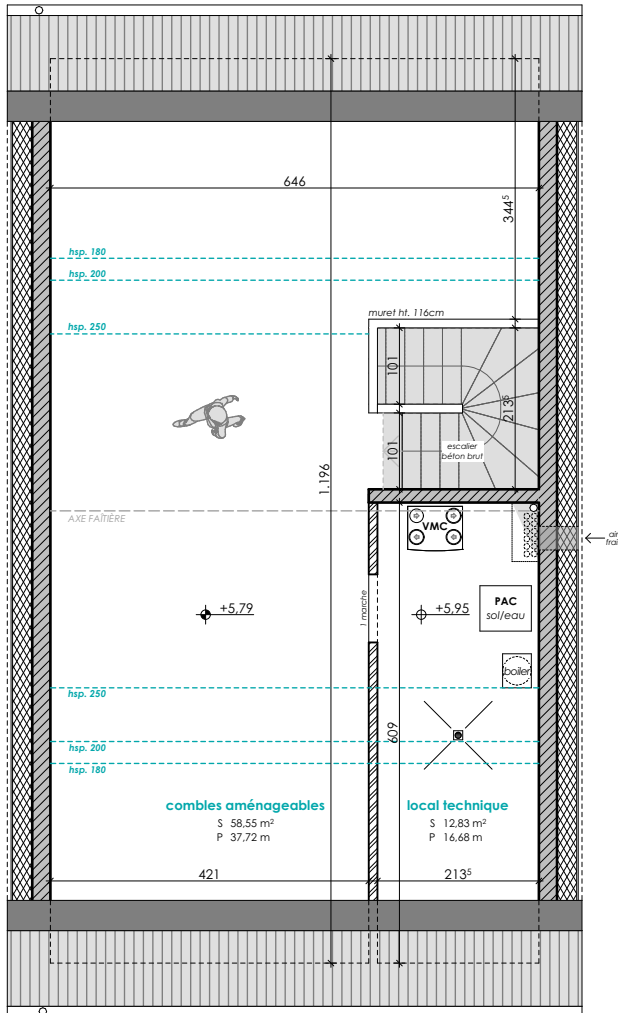 646
344⁵
hsp. 180
hsp. 200
muret ht. 116cm
hsp. 250
101
213⁵
101
escalier
béton brut
1.196
VMC
AXE FAÎTIÈRE
air
frais
PAC
sol/eau
1 marche
+5,79
+5,95
boiler
hsp. 250
609
hsp. 200
hsp. 180
combles aménageables
S 58,55 m²
P 37,72 m
local technique
S 12,83 m²
P 16,68 m
421
213⁵